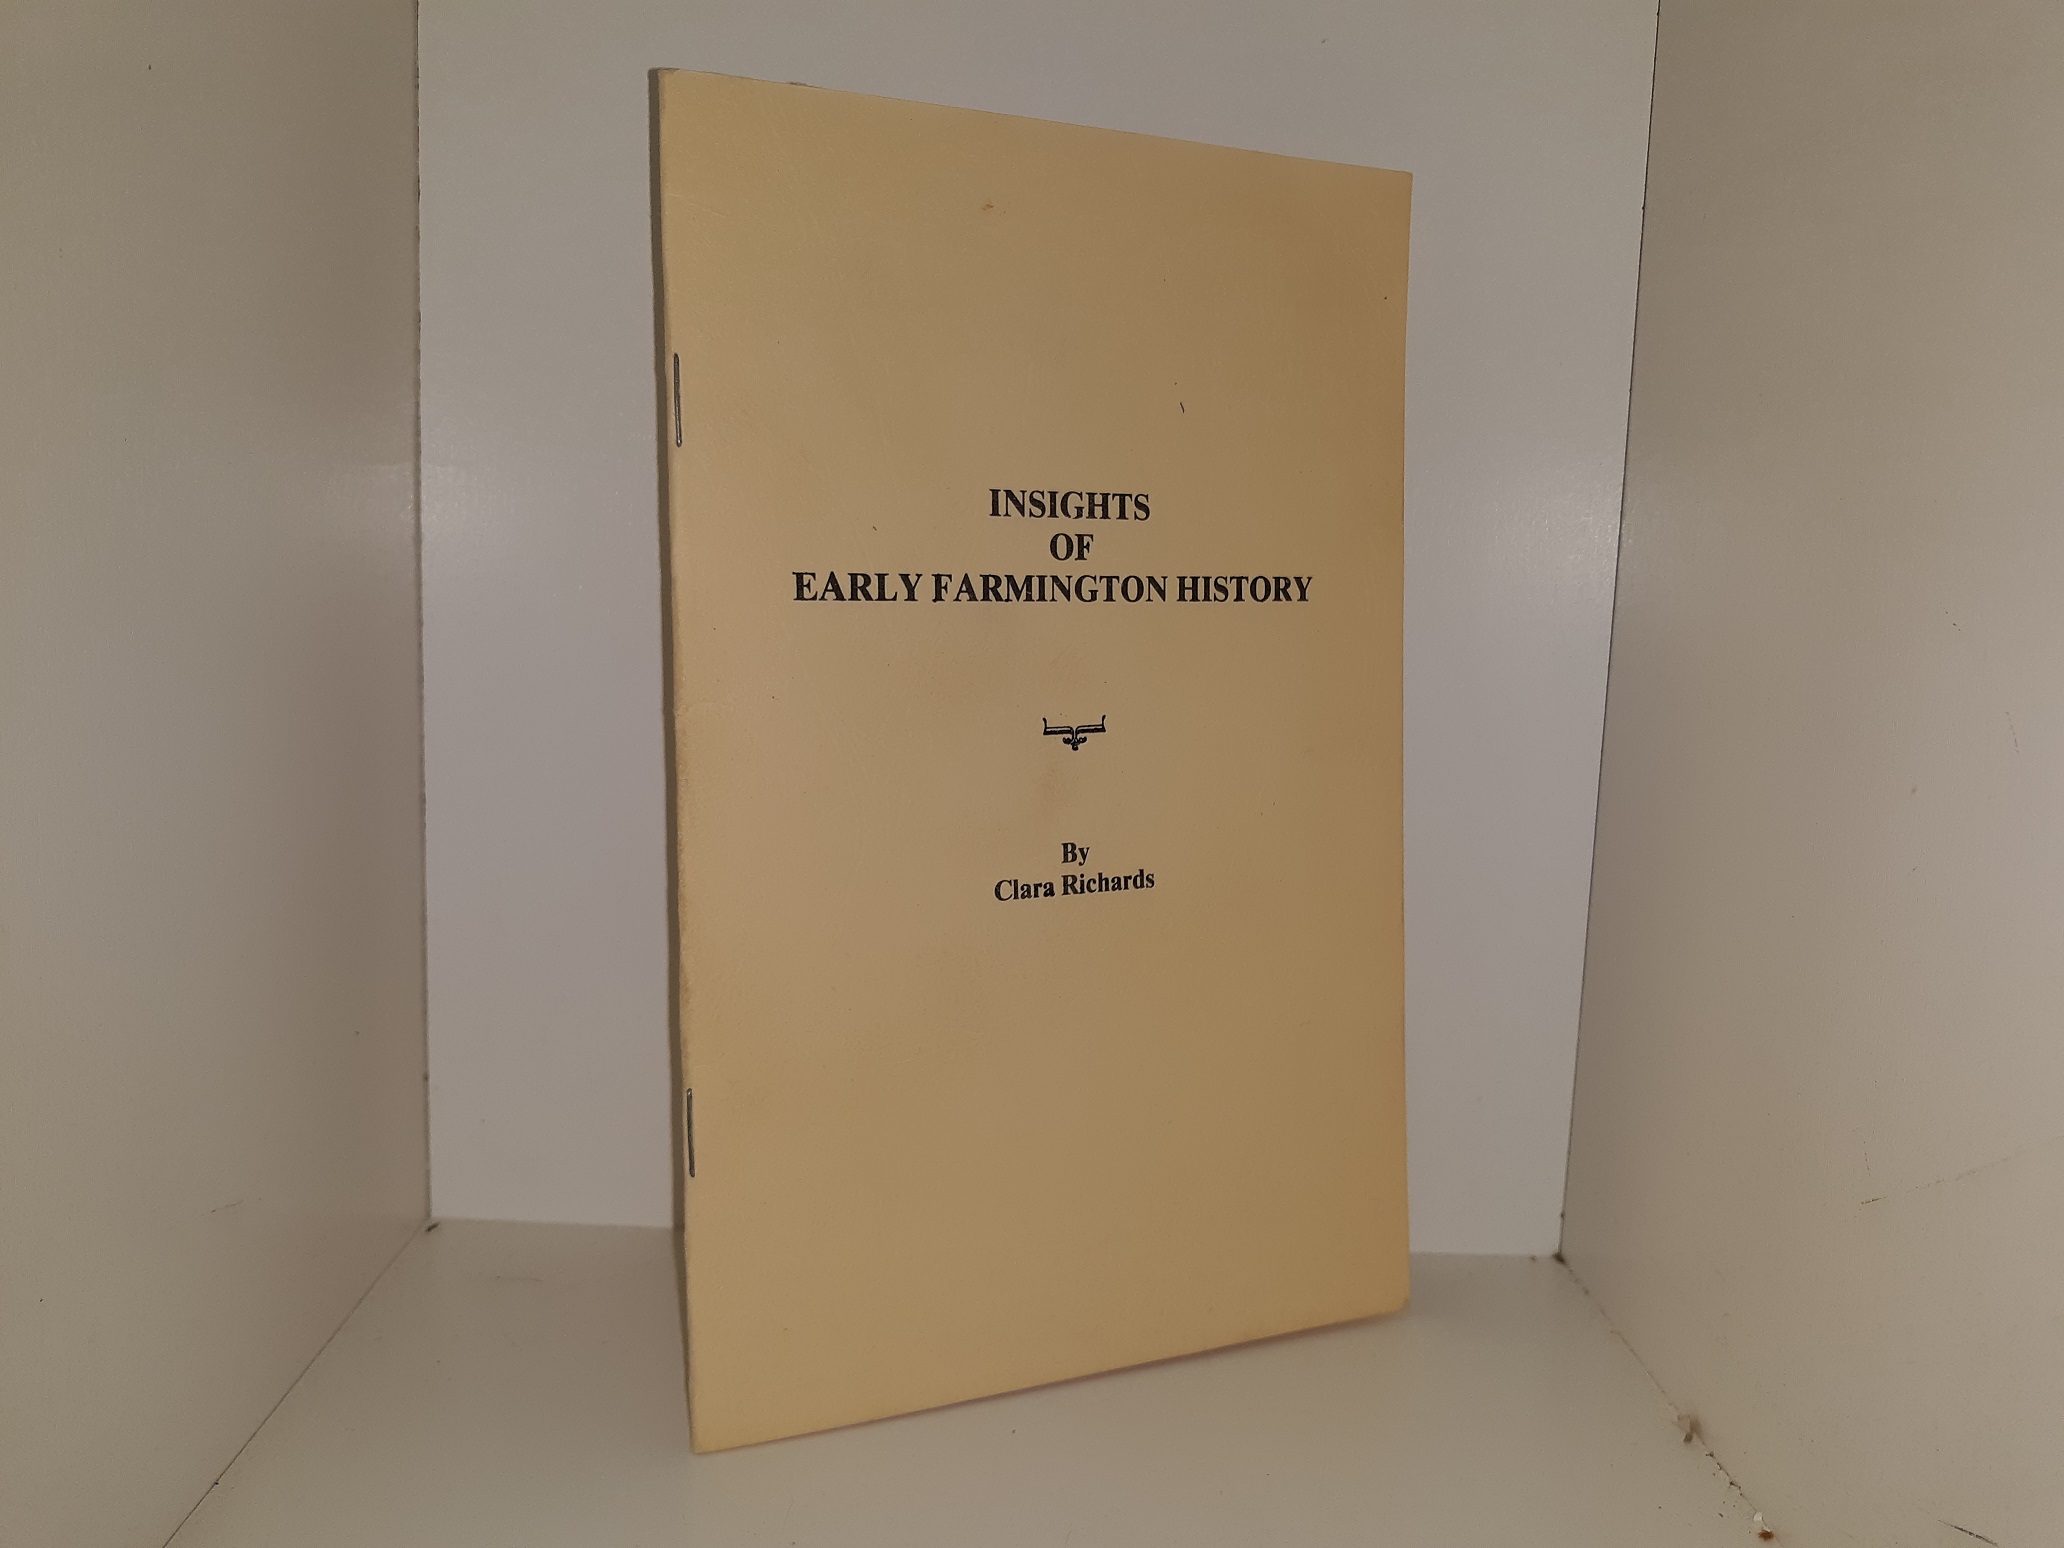 INSIGHTS
OF
EARLY FARMINGTON HISTORY
By
Clara Richards